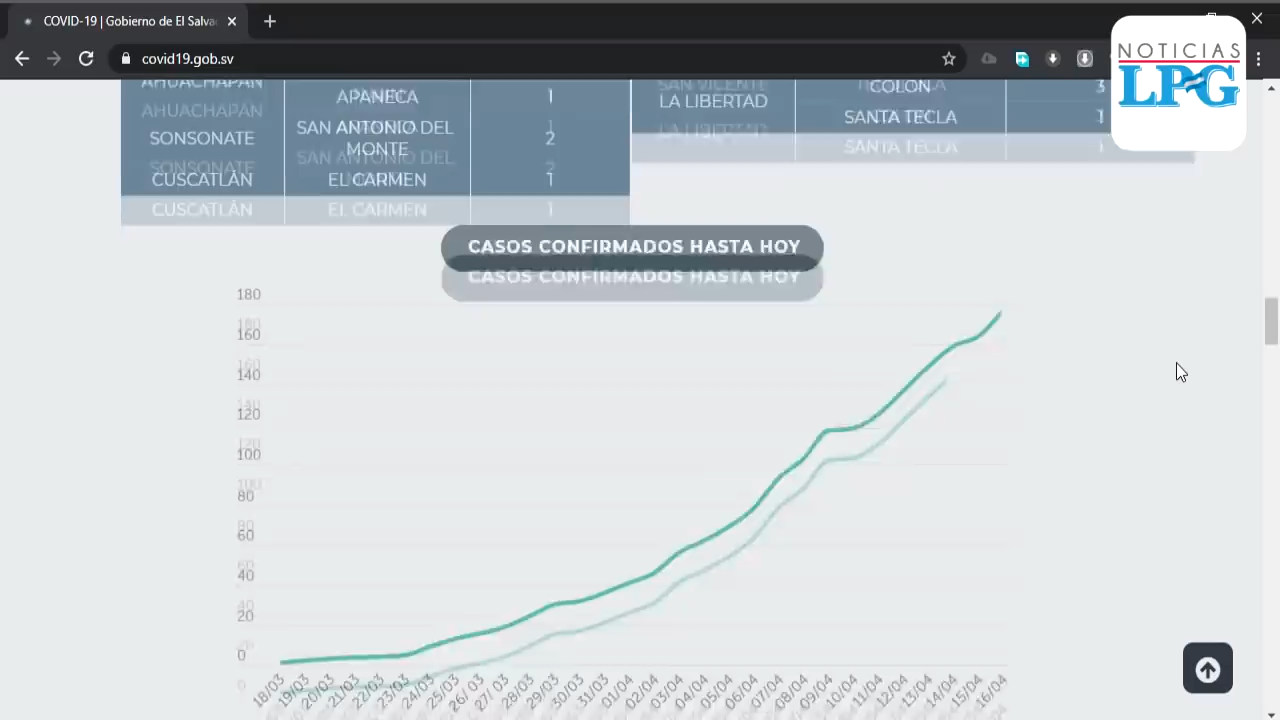 COVID-19 | Gobierno de El Salva
covid19.gob.sv
NOTICIAS
LPG
AHUACHAPÁN
APANECA 1
SONSONATE SAN ANTONIO DEL MONTE 2
CUSCATLÁN EL CARMEN 1
SAN VICENTE
LA LIBERTAD
COLON 3
SANTA TECLA 1
CASOS CONFIRMADOS HASTA HOY
180
160
140
120
100
80
60
40
20
0
18/03 19/03 20/03 21/03 22/03 23/03 24/03 25/03 26/ 03 27/ 03 28/03 29/03 30/03 31/03 01/04 02/04 03/04 04/04 05/04 06/04 07/04 08/04 09/04 10/04 11/04 12/04 13/04 14/04 15/04 16/04